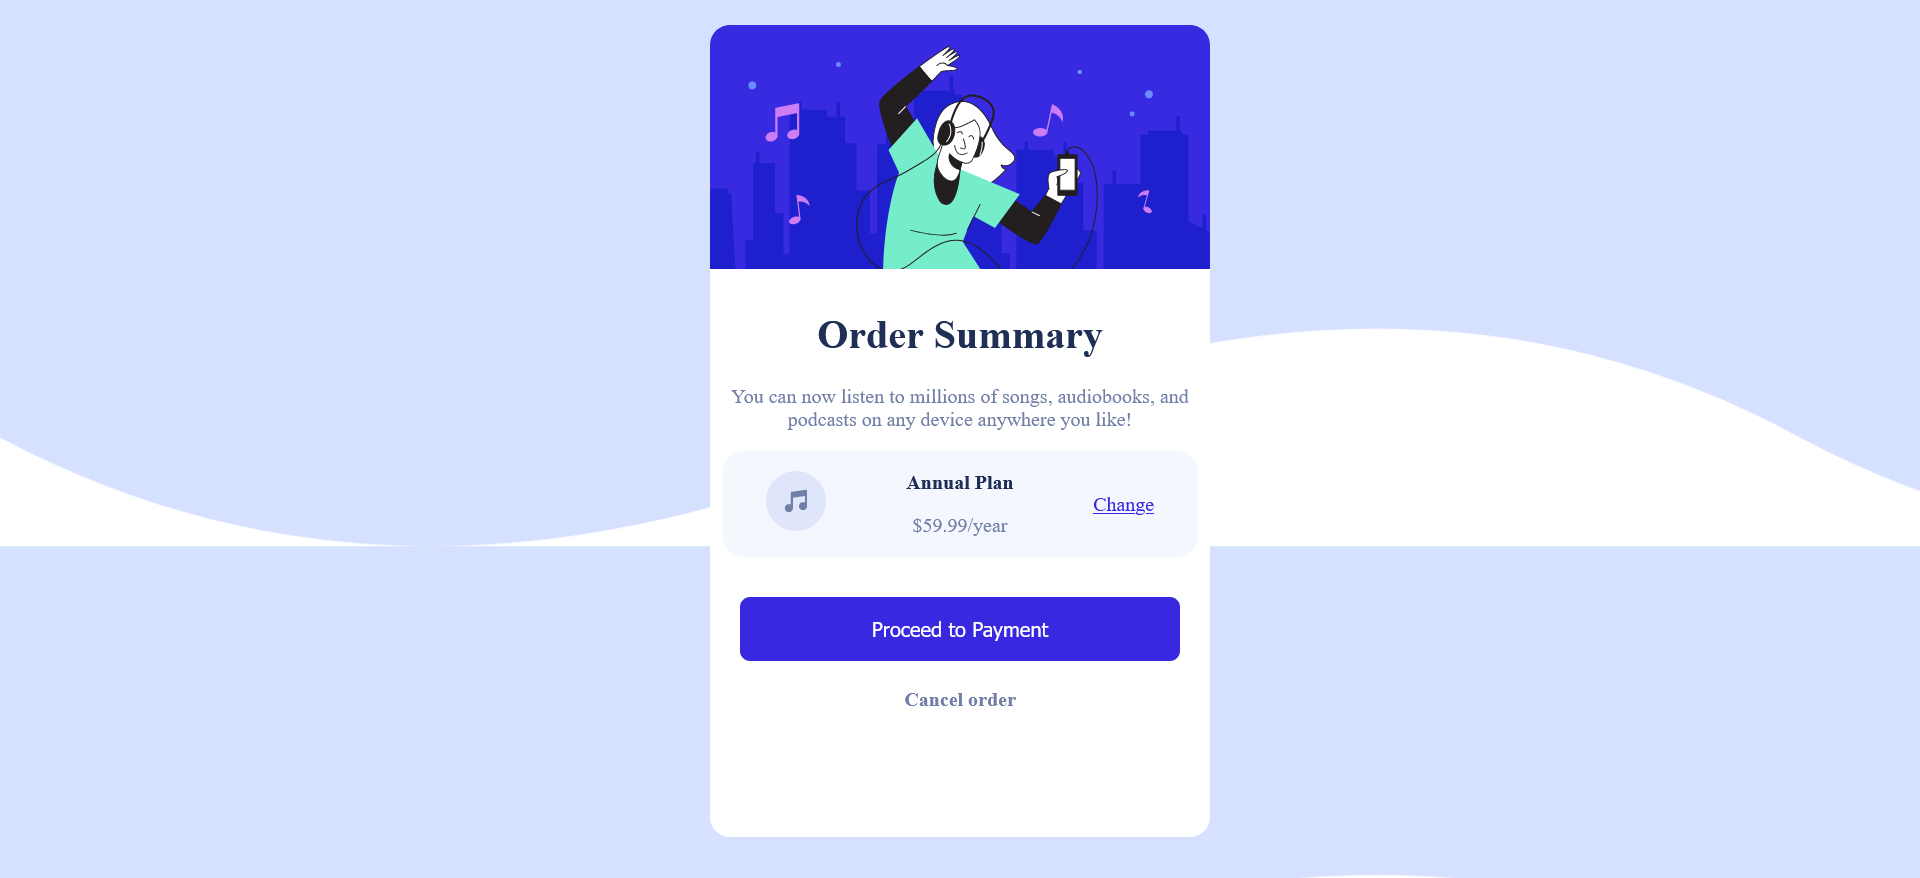 Order Summary
You can now listen to millions of songs, audiobooks, and
podcasts on any device anywhere you like!
Annual Plan
$59.99/year
Change
Proceed to Payment
Cancel order